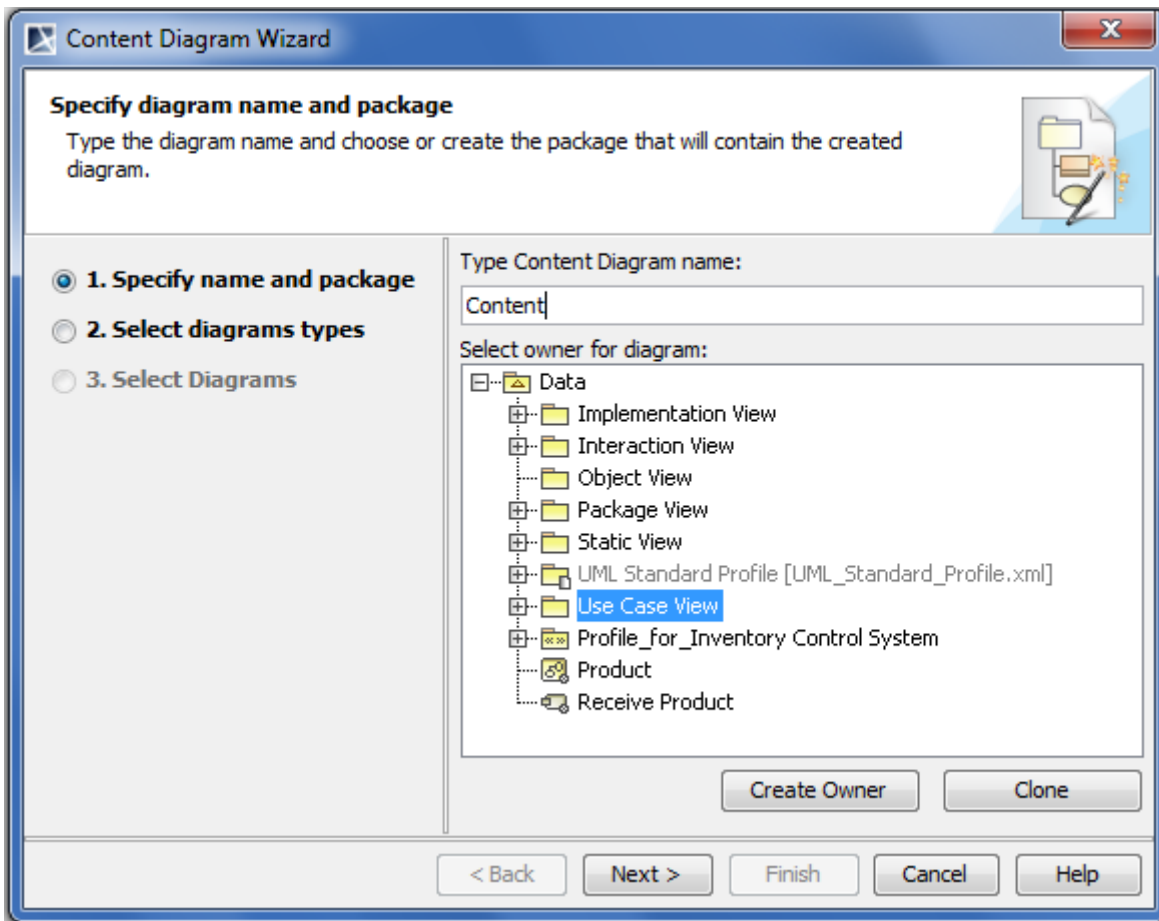 Content Diagram Wizard
Specify diagram name and package
Type the diagram name and choose or create the package that will contain the created
diagram.
1. Specify name and package
2. Select diagrams types
3. Select Diagrams
Type Content Diagram name:
Content
Select owner for diagram:
Data
Implementation View
Interaction View
Object View
Package View
Static View
UML Standard Profile [UML_Standard_Profile.xml]
Use Case View
Profile_for_Inventory Control System
Product
Receive Product
Create Owner
Clone
< Back
Next >
Finish
Cancel
Help